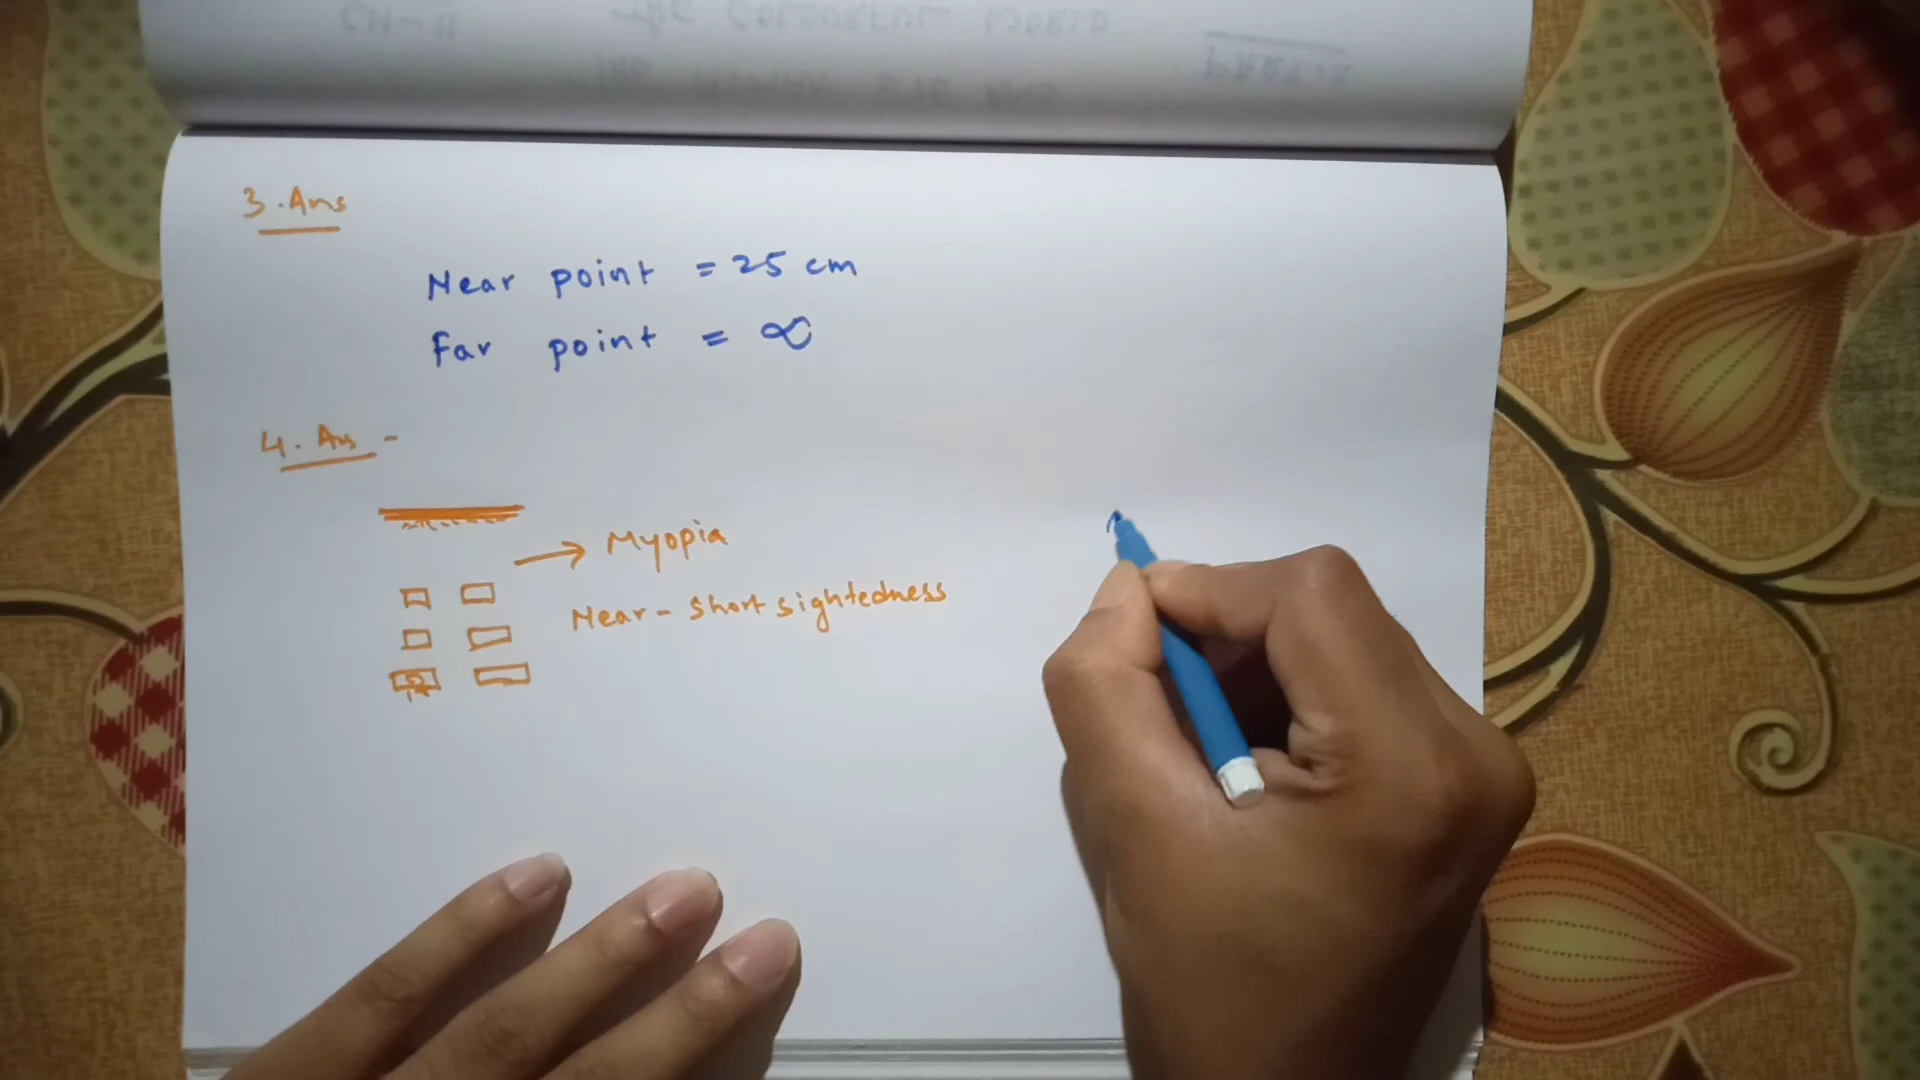 3. Ans
Near point = 25 cm
Far point = ∞
4. Ans -
Myopia
Near - Short sightedness